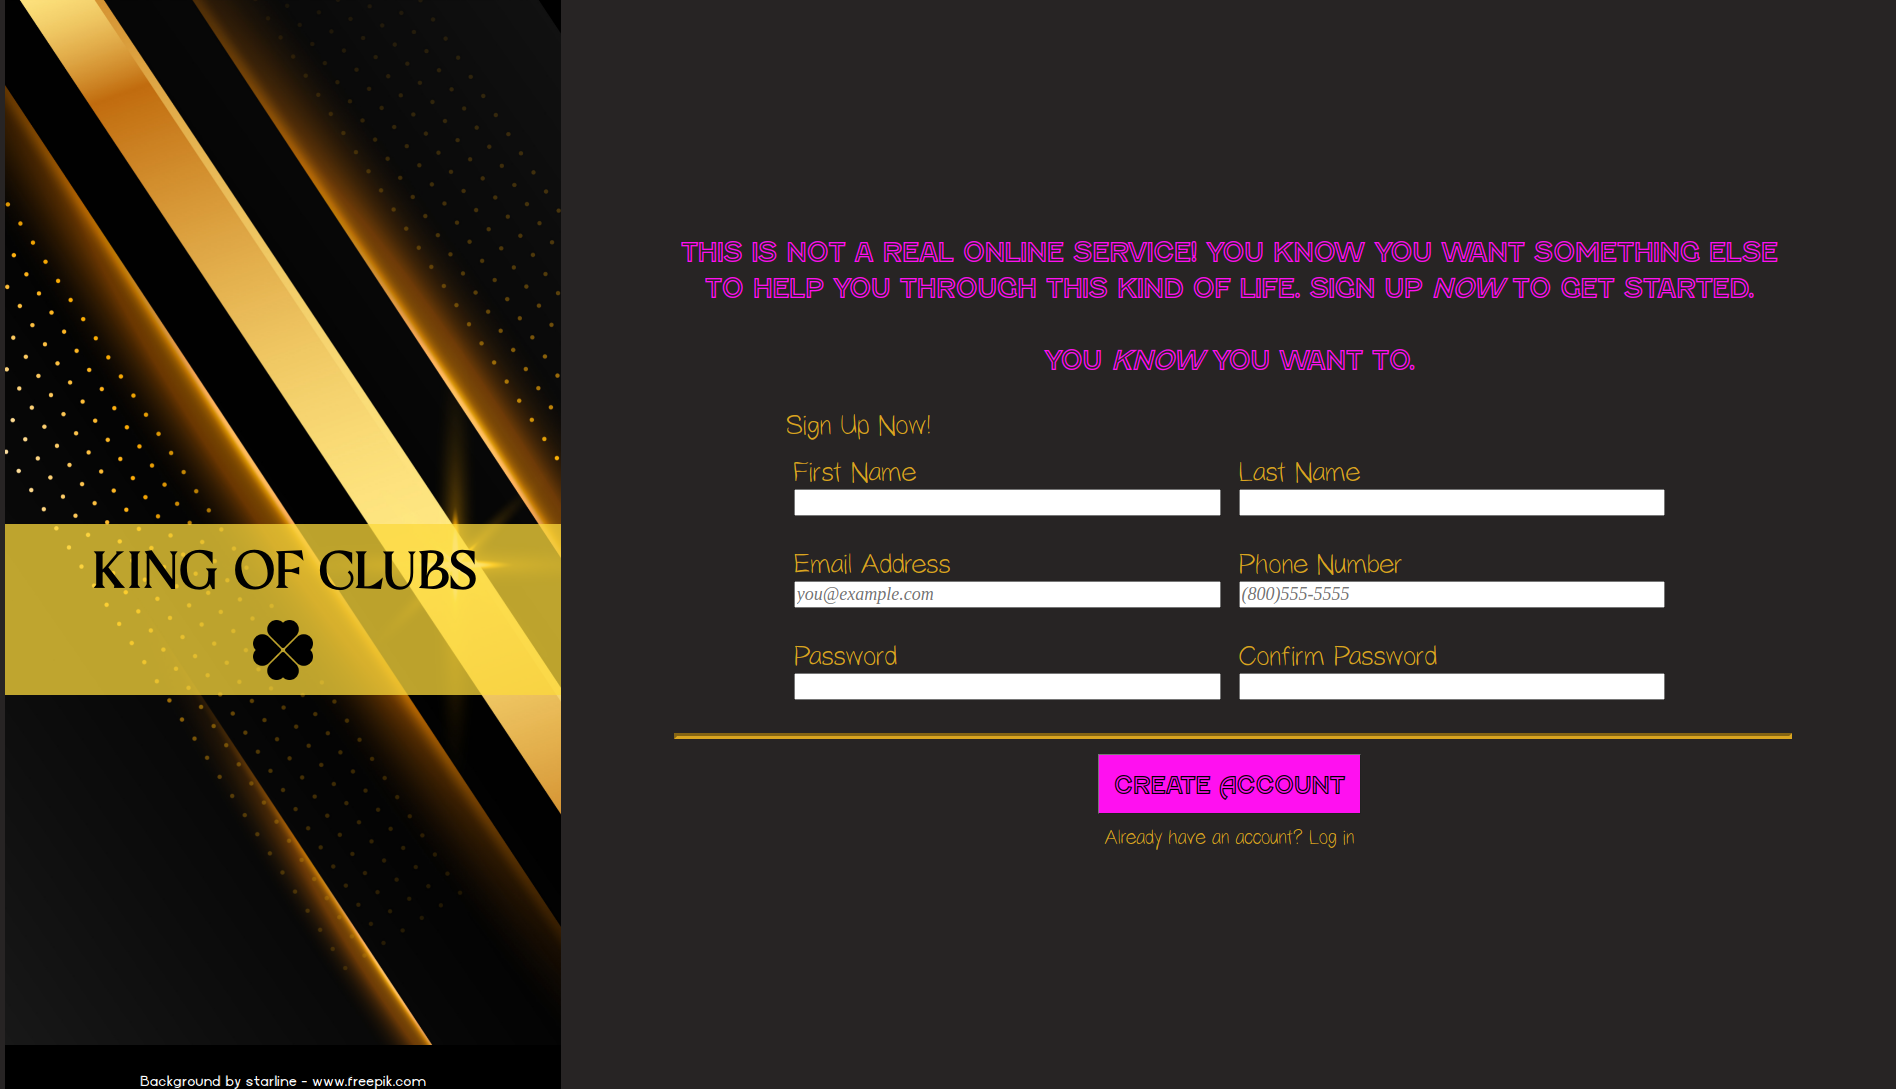 KING OF CLUBS
Background by starline - www.freepik.com
THIS IS NOT A REAL ONLINE SERVICE! YOU KNOW YOU WANT SOMETHING ELSE
TO HELP YOU THROUGH THIS KIND OF LIFE. SIGN UP NOW TO GET STARTED.
YOU KNOW YOU WANT TO.
Sign Up Now!
First Name
Last Name
Email Address
Phone Number
you@example.com
(800)555-5555
Password
Confirm Password
CREATE ACCOUNT
Already have an account? Log in